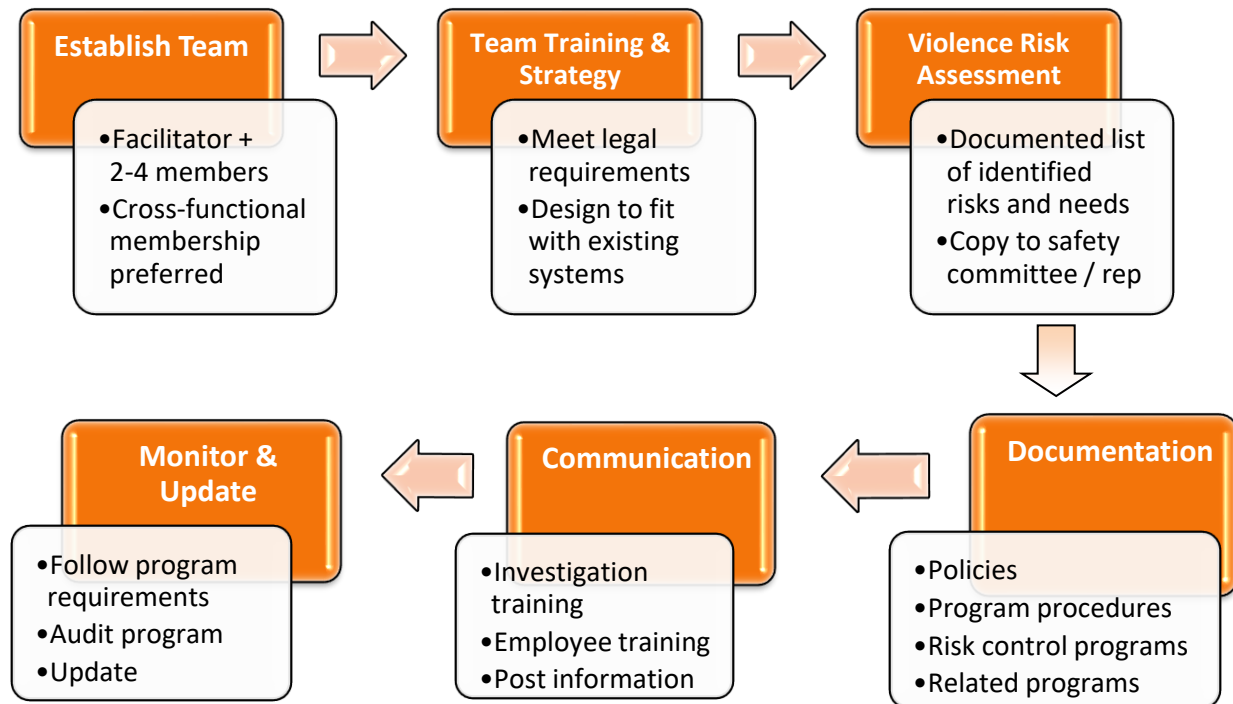 Establish Team
•Facilitator +
2-4 members
•Cross-functional
membership
preferred
Team Training &
Strategy
•Meet legal
requirements
•Design to fit
with existing
systems
Violence Risk
Assessment
•Documented list
of identified
risks and needs
•Copy to safety
committee / rep
Documentation
•Policies
•Program procedures
•Risk control programs
•Related programs
Communication
•Investigation
training
•Employee training
•Post information
Monitor &
Update
•Follow program
requirements
•Audit program
•Update